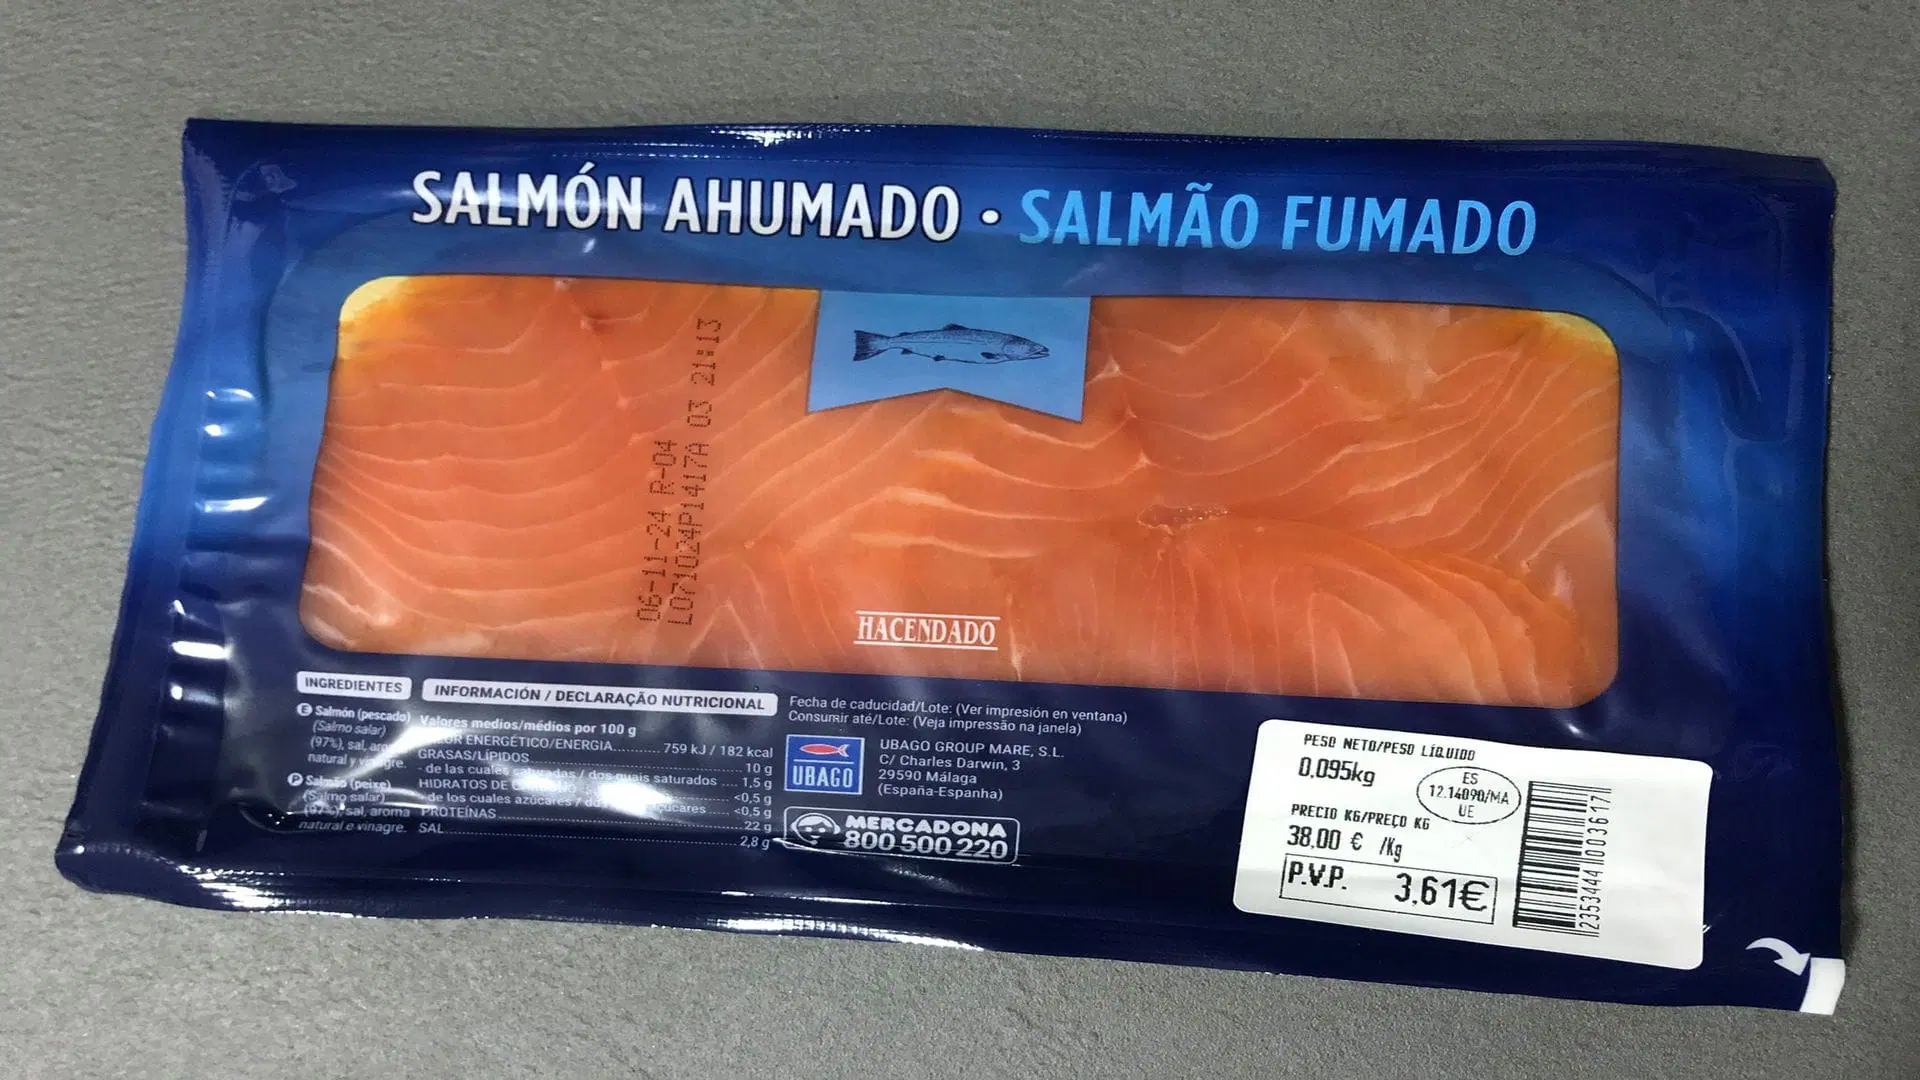 SALMÓN AHUMADO • SALMÃO FUMADO
06-11-24 R-04
L071024P1417A 03 21:13
HACENDADO
INGREDIENTES
E Salmón (pescado)
(Salmo salar)
(97%), sal,
natural y vinagre.
P Salmão (peixe)
(Salmo salar)
(97%), sal, aroma
natural e vinagre.
INFORMACIÓN / DECLARAÇÃO NUTRICIONAL
Valores medios/médios por 100 g
ENERGÉTICO/ENERGIA 759 kJ / 182 kcal
GRASAS/LÍPIDOS 10 g
- de las cuales saturadas / dos quais saturados 1,5 g
HIDRATOS DE <0,5 g
- de los cuales azúcares / <0,5 g
PROTEÍNAS 22 g
SAL 2,8 g
Fecha de caducidad/Lote: (Ver impresión en ventana)
Consumir até/Lote: (Veja impressão na janela)
UBAGO
UBAGO GROUP MARE, S.L.
C/ Charles Darwin, 3
29590 Málaga
(España-Espanha)
MERCADONA
800 500 220
PESO NETO/PESO LÍQUIDO
0,095kg
ES
12.14090/MA
UE
PRECIO KG/PREÇO KG
38,00 € /Kg
P.V.P. 3,61€
2353444003617